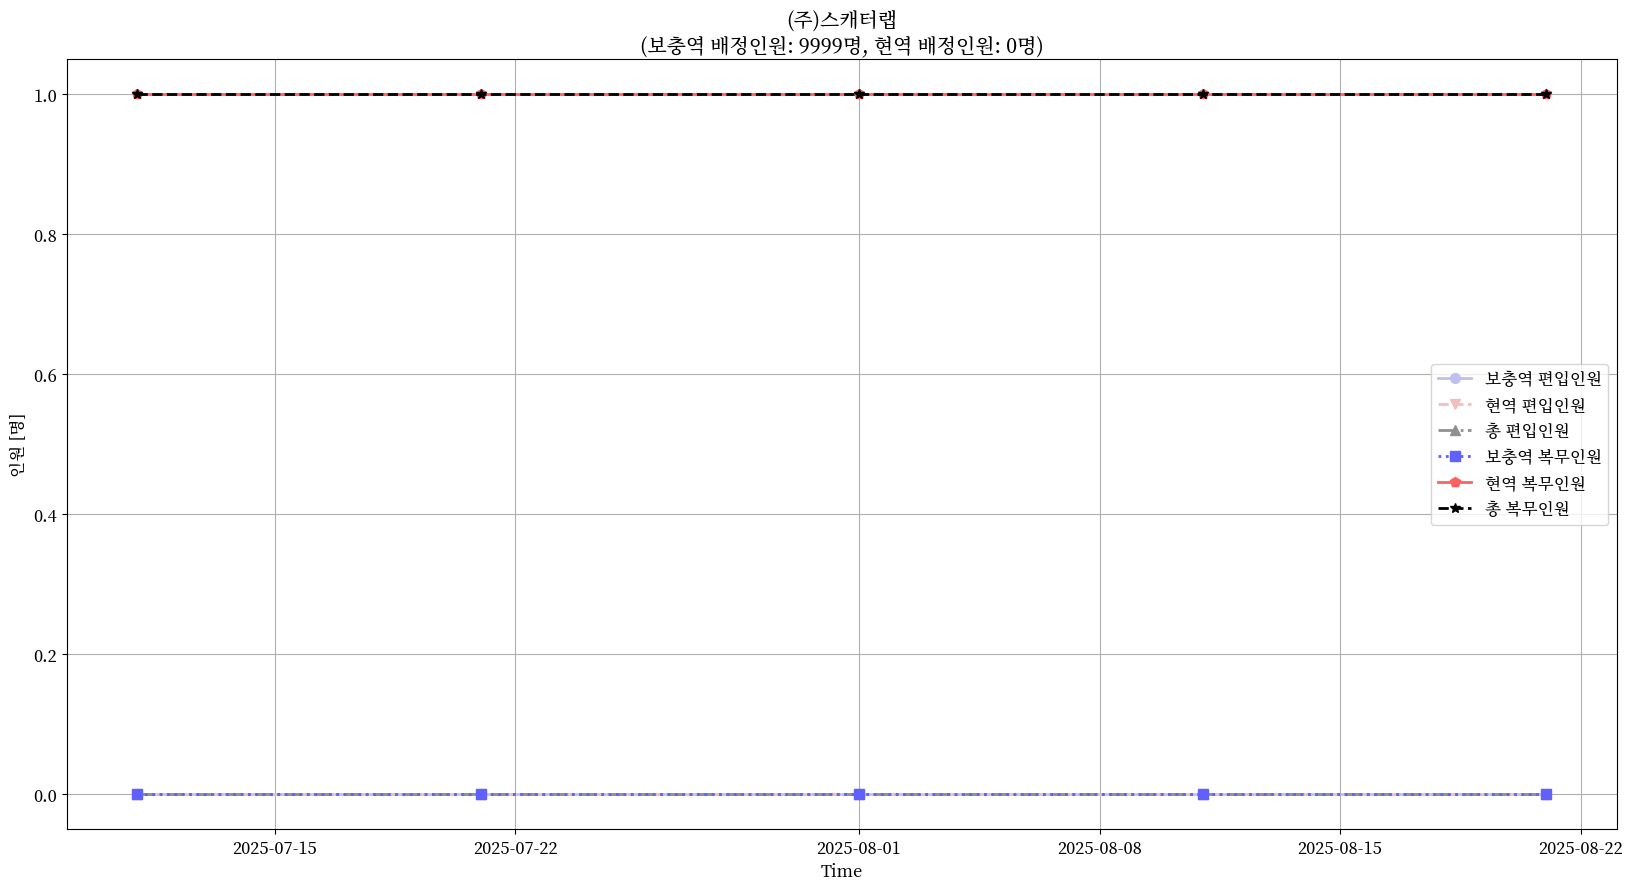 (주)스캐터랩
(보충역 배정인원: 9999명, 현역 배정인원: 0명)
인원 [명]
1.0
0.8
0.6
0.4
0.2
0.0
보충역 편입인원
현역 편입인원
총 편입인원
보충역 복무인원
현역 복무인원
총 복무인원
2025-07-15 2025-07-22 2025-08-01 2025-08-08 2025-08-15 2025-08-22
Time